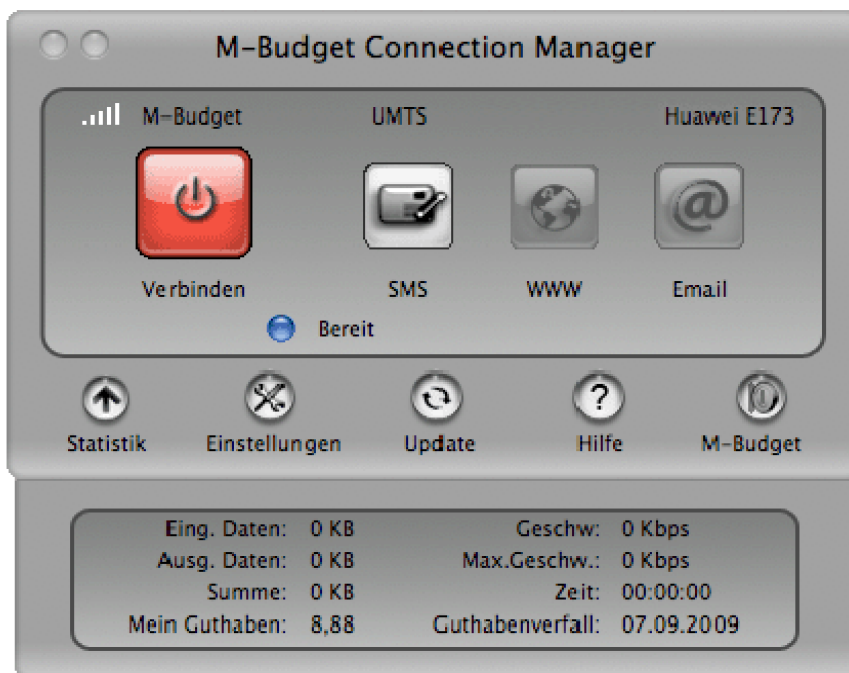 M-Budget Connection Manager
M-Budget UMTS Huawei E173
Verbinden SMS WWW Email
Bereit
Statistik Einstellungen Update Hilfe M-Budget
Eing. Daten: 0 KB Geschw: 0 Kbps
Ausg. Daten: 0 KB Max.Geschw.: 0 Kbps
Summe: 0 KB Zeit: 00:00:00
Mein Guthaben: 8,88 Guthabenverfall: 07.09.2009